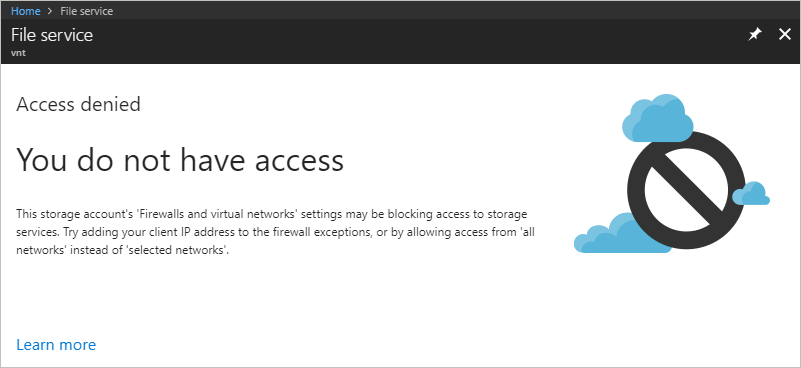 Home > File service
File service
vnt
Access denied
You do not have access
This storage account's 'Firewalls and virtual networks' settings may be blocking access to storage
services. Try adding your client IP address to the firewall exceptions, or by allowing access from 'all
networks' instead of 'selected networks'.
Learn more